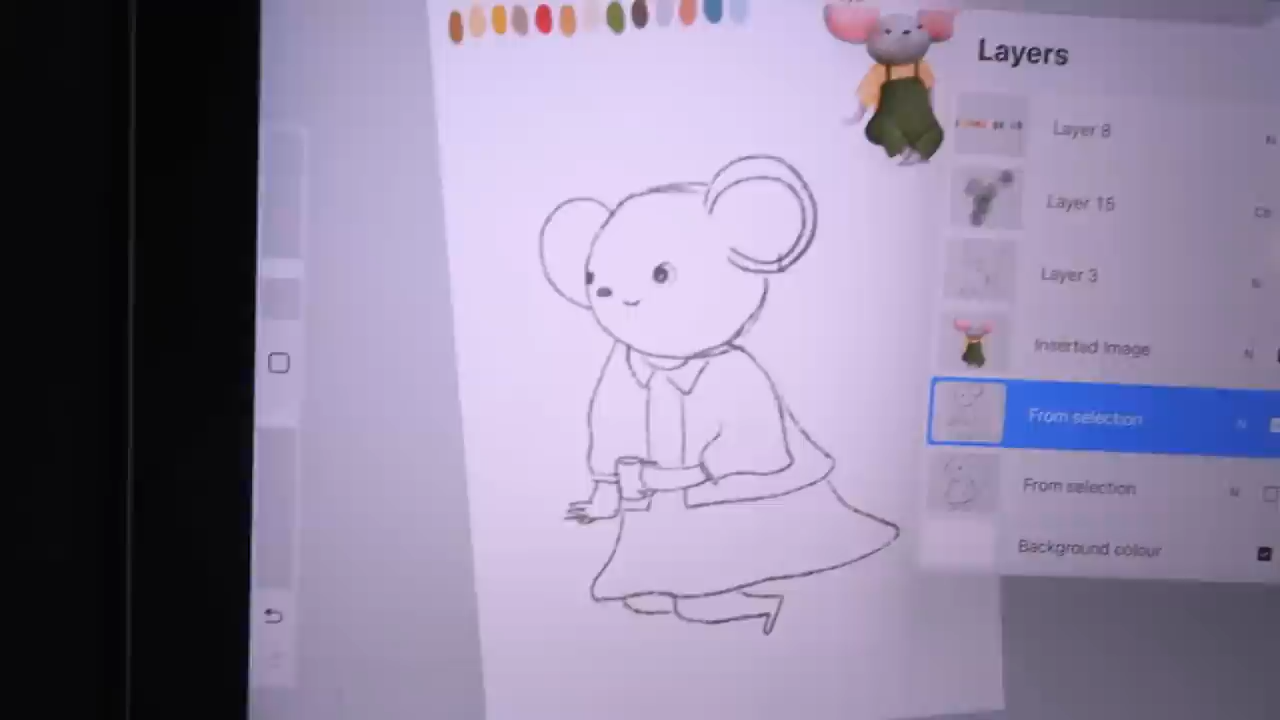 Layers
Layer 8
N
Layer 15
Layer 3
N
Inserted Image
N
From selection
N
From selection
N
Background colour